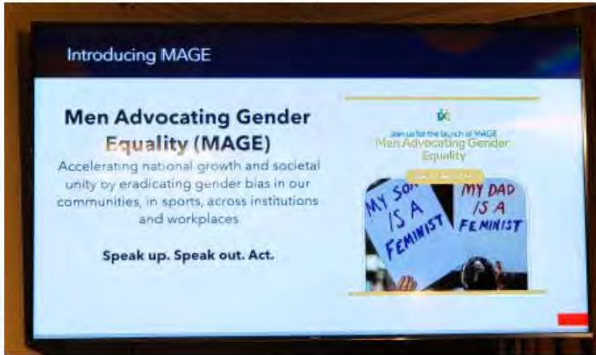 Introducing MAGE
Men Advocating Gender
Equality (MAGE)
Accelerating national growth and societal
unity by eradicating gender bias in our
communities, in sports, across institutions
and workplaces
Speak up. Speak out. Act.
Join us for the launch of MAGE
Men Advocating Gender
Equality
MY SON
IS A
FEMINIST
MY DAD
IS A
FEMINIST